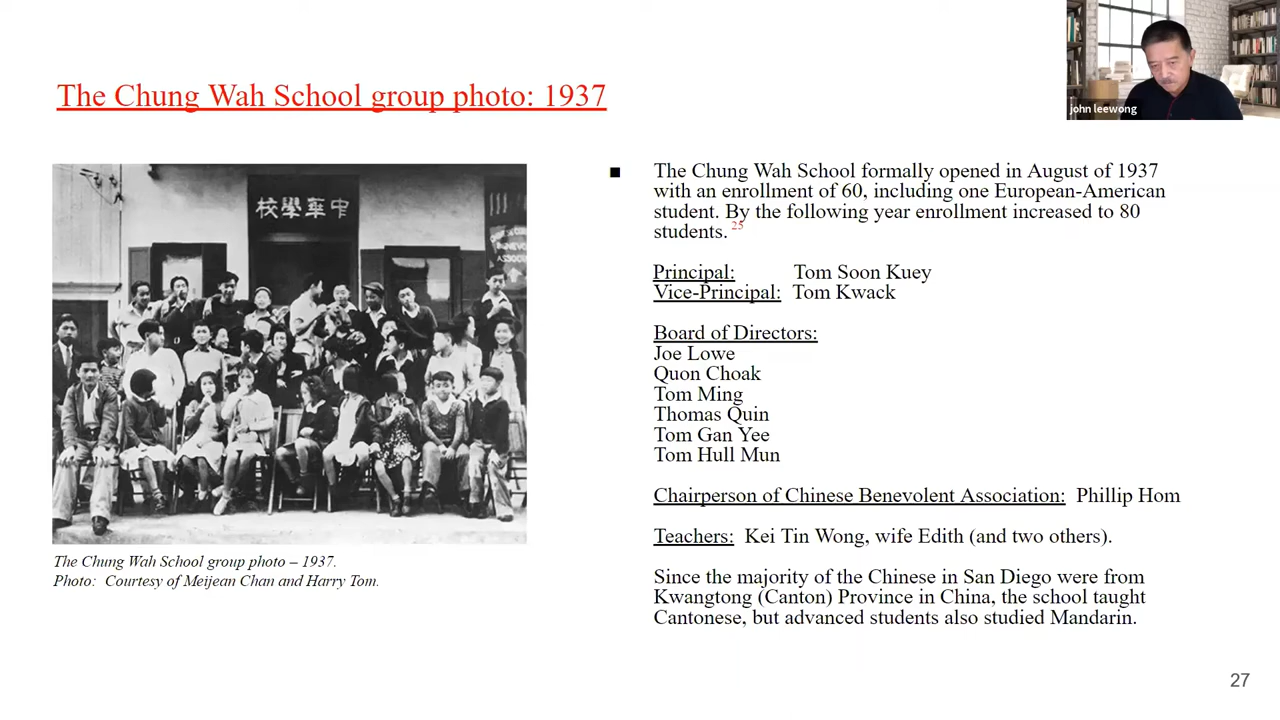 The Chung Wah School group photo: 1937
john leewong
校學華中
CHINESE CON
BENEVOL
ASSOCIA
The Chung Wah School group photo – 1937.
Photo: Courtesy of Meijean Chan and Harry Tom.
■ The Chung Wah School formally opened in August of 1937
with an enrollment of 60, including one European-American
student. By the following year enrollment increased to 80
students. 25
Principal: Tom Soon Kuey
Vice-Principal: Tom Kwack
Board of Directors:
Joe Lowe
Quon Choak
Tom Ming
Thomas Quin
Tom Gan Yee
Tom Hull Mun
Chairperson of Chinese Benevolent Association: Phillip Hom
Teachers: Kei Tin Wong, wife Edith (and two others).
Since the majority of the Chinese in San Diego were from
Kwangtong (Canton) Province in China, the school taught
Cantonese, but advanced students also studied Mandarin.
27